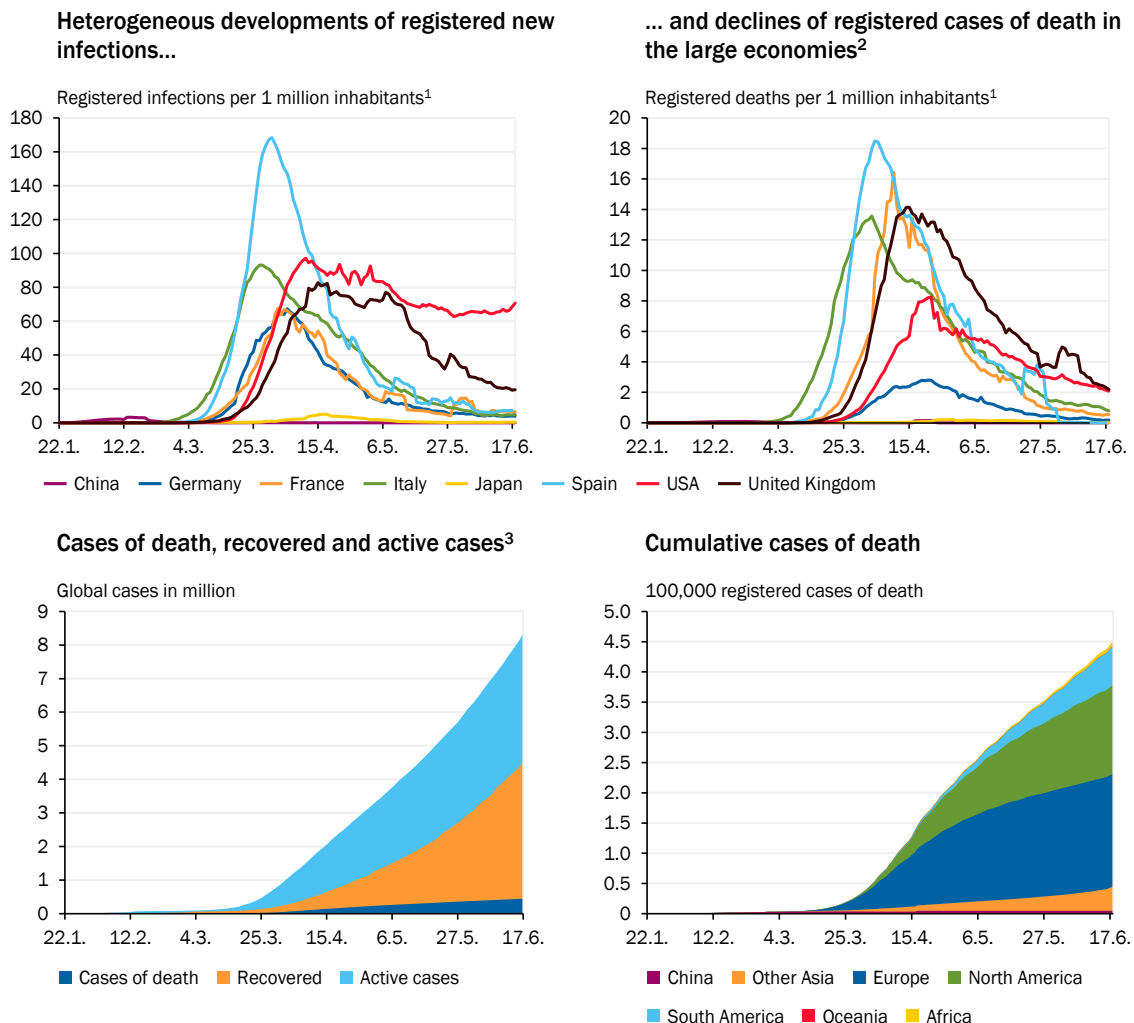 Heterogeneous developments of registered new
infections...
Registered infections per 1 million inhabitants1
180
160
140
120
100
80
60
40
20
0
22.1. 12.2. 4.3. 25.3. 15.4. 6.5. 27.5. 17.6.
... and declines of registered cases of death in
the large economies2
Registered deaths per 1 million inhabitants1
20
18
16
14
12
10
8
6
4
2
0
22.1. 12.2. 4.3. 25.3. 15.4. 6.5. 27.5. 17.6.
China Germany France Italy Japan Spain USA United Kingdom
Cases of death, recovered and active cases3
Global cases in million
9
8
7
6
5
4
3
2
1
0
22.1. 12.2. 4.3. 25.3. 15.4. 6.5. 27.5. 17.6.
Cases of death Recovered Active cases
Cumulative cases of death
100,000 registered cases of death
5.0
4.5
4.0
3.5
3.0
2.5
2.0
1.5
1.0
0.5
0
22.1. 12.2. 4.3. 25.3. 15.4. 6.5. 27.5. 17.6.
China Other Asia Europe North America
South America Oceania Africa